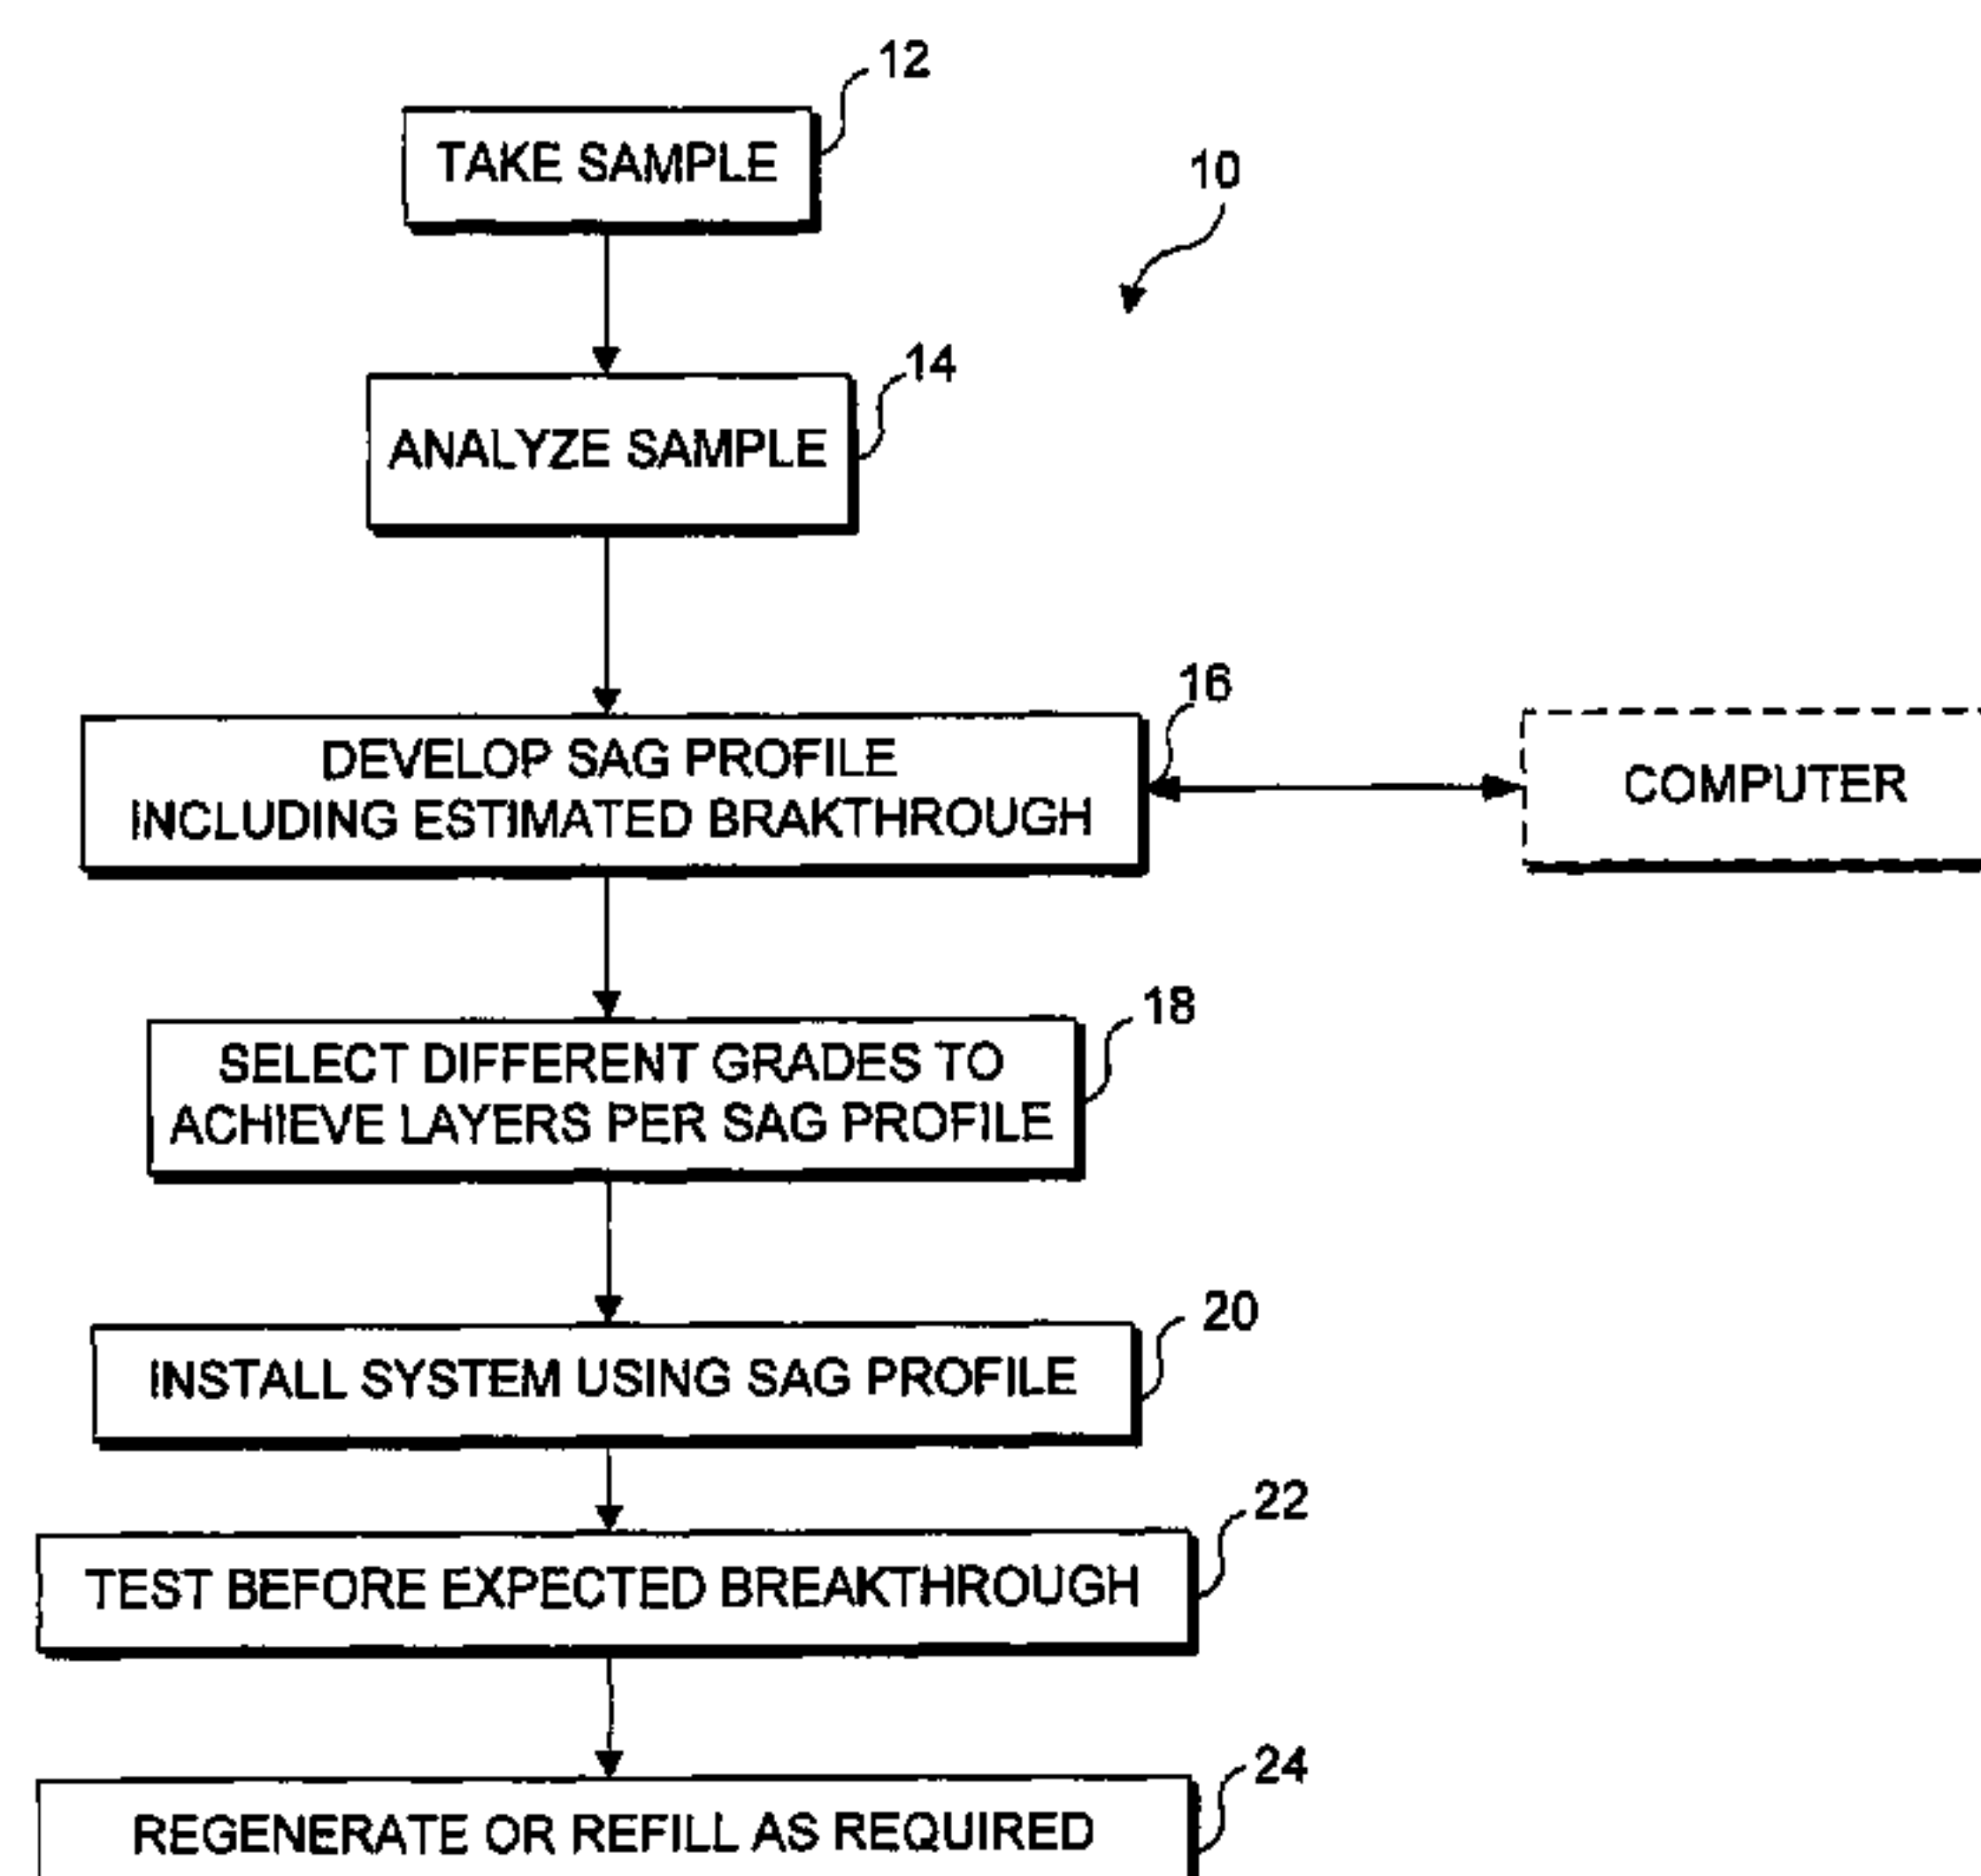 12
TAKE SAMPLE
10
14
ANALYZE SAMPLE
16
DEVELOP SAG PROFILE
INCLUDING ESTIMATED BRAKTHROUGH
COMPUTER
18
SELECT DIFFERENT GRADES TO
ACHIEVE LAYERS PER SAG PROFILE
20
INSTALL SYSTEM USING SAG PROFILE
22
TEST BEFORE EXPECTED BREAKTHROUGH
24
REGENERATE OR REFILL AS REQUIRED